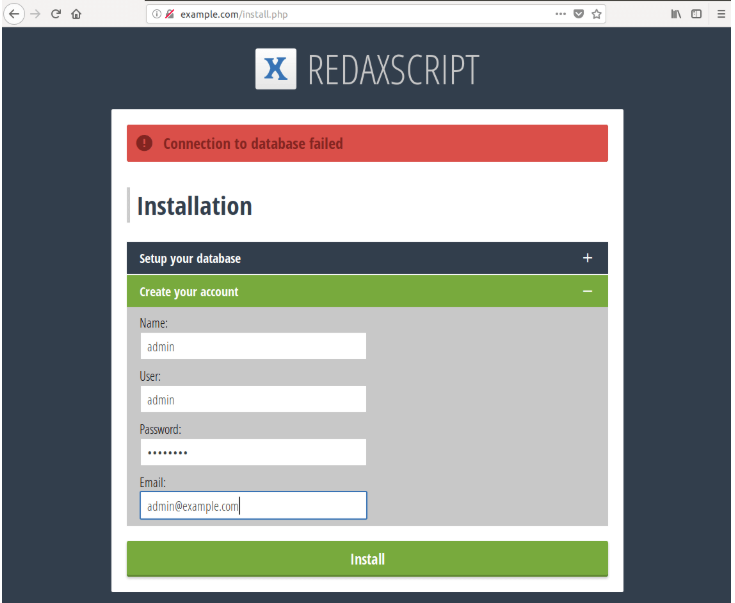 example.com/install.php
X REDAXSCRIPT
! Connection to database failed
Installation
Setup your database +
Create your account −
Name:
admin
User:
admin
Password:
••••••••
Email:
admin@example.com
Install